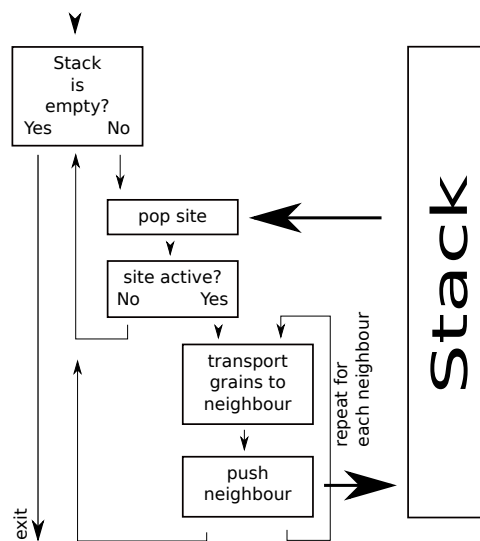 Stack
is
empty?
Yes No
pop site
site active?
No Yes
transport
grains to
neighbour
repeat for
each neighbour
push
neighbour
exit
Stack